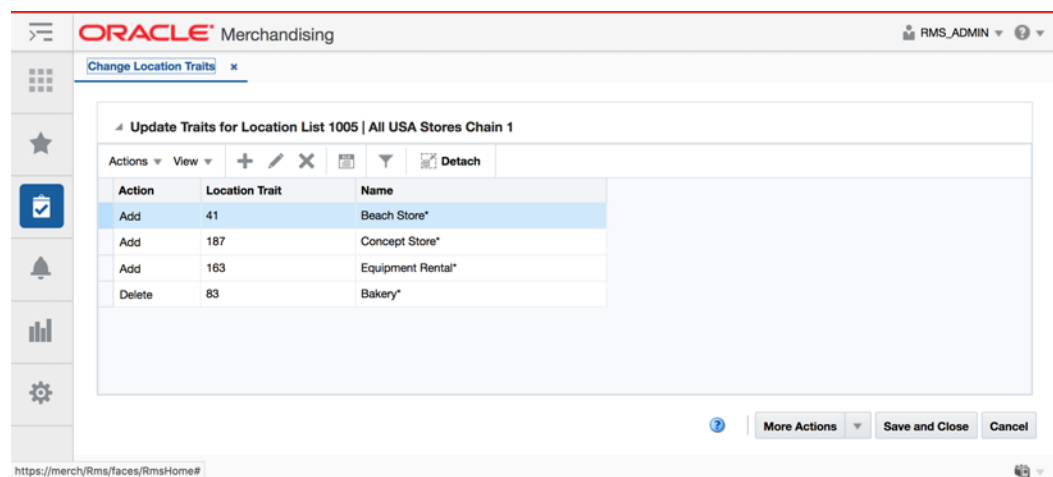 ORACLE Merchandising
RMS_ADMIN
Change Location Traits x
Update Traits for Location List 1005 | All USA Stores Chain 1
Actions View Detach
Action Location Trait Name
Add 41 Beach Store*
Add 187 Concept Store*
Add 163 Equipment Rental*
Delete 83 Bakery*
More Actions Save and Close Cancel
https://merch/Rms/faces/RmsHome#